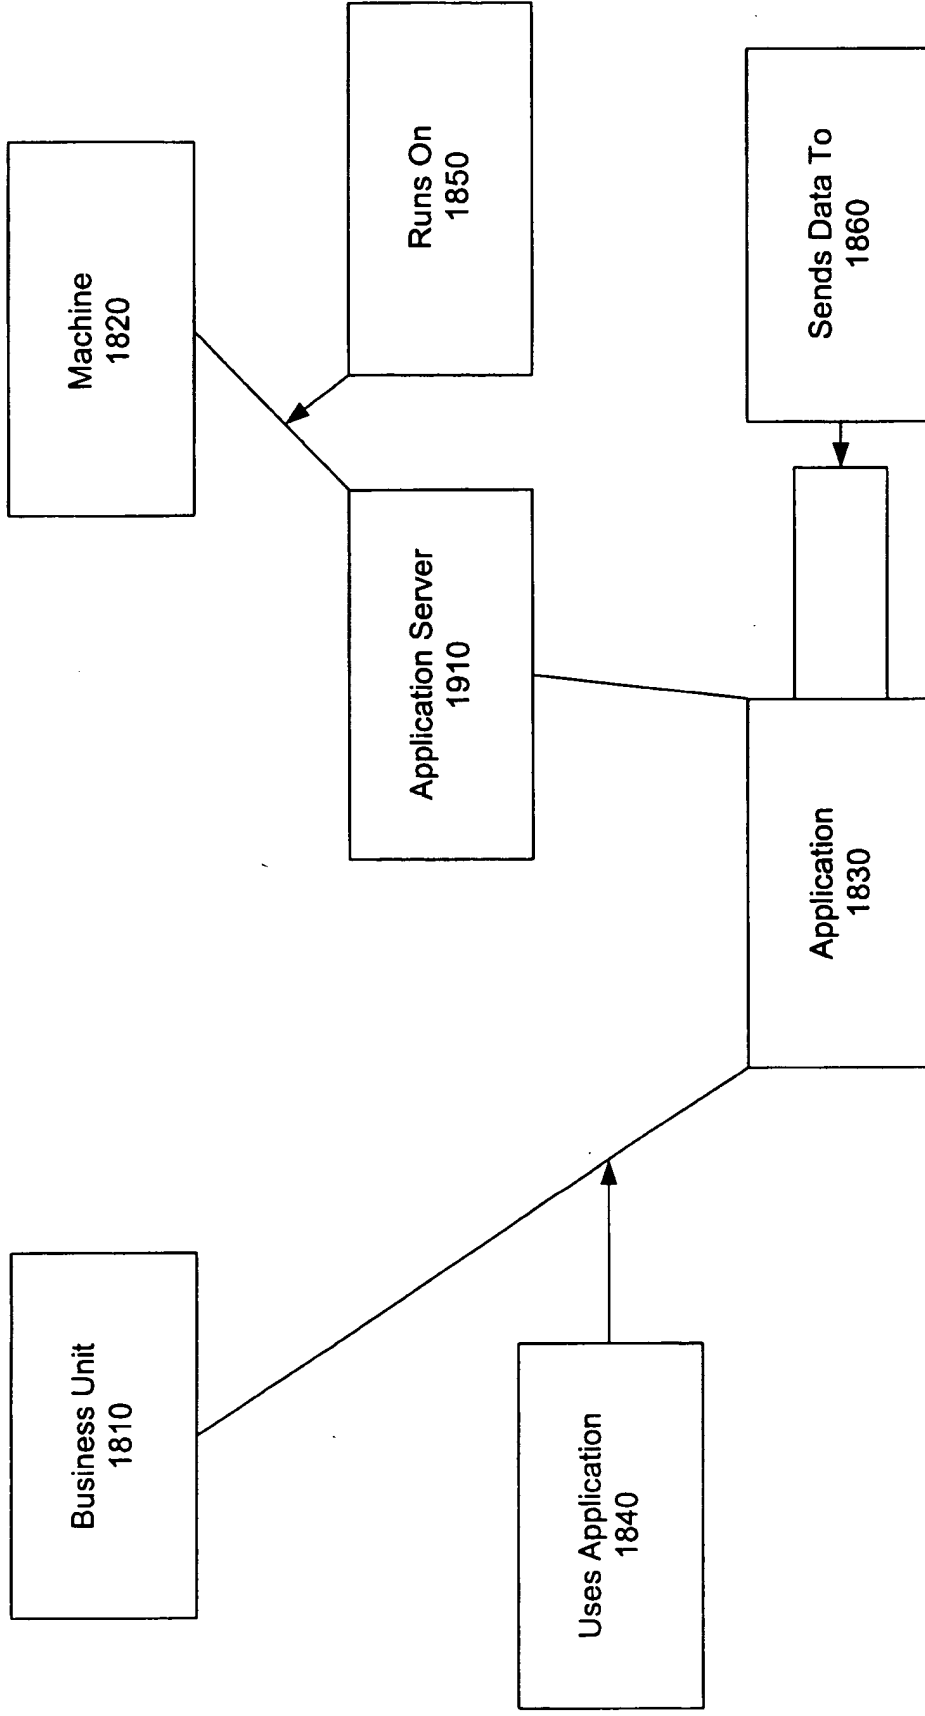 Business Unit
1810
Machine
1820
Application Server
1910
Runs On
1850
Uses Application
1840
Application
1830
Sends Data To
1860